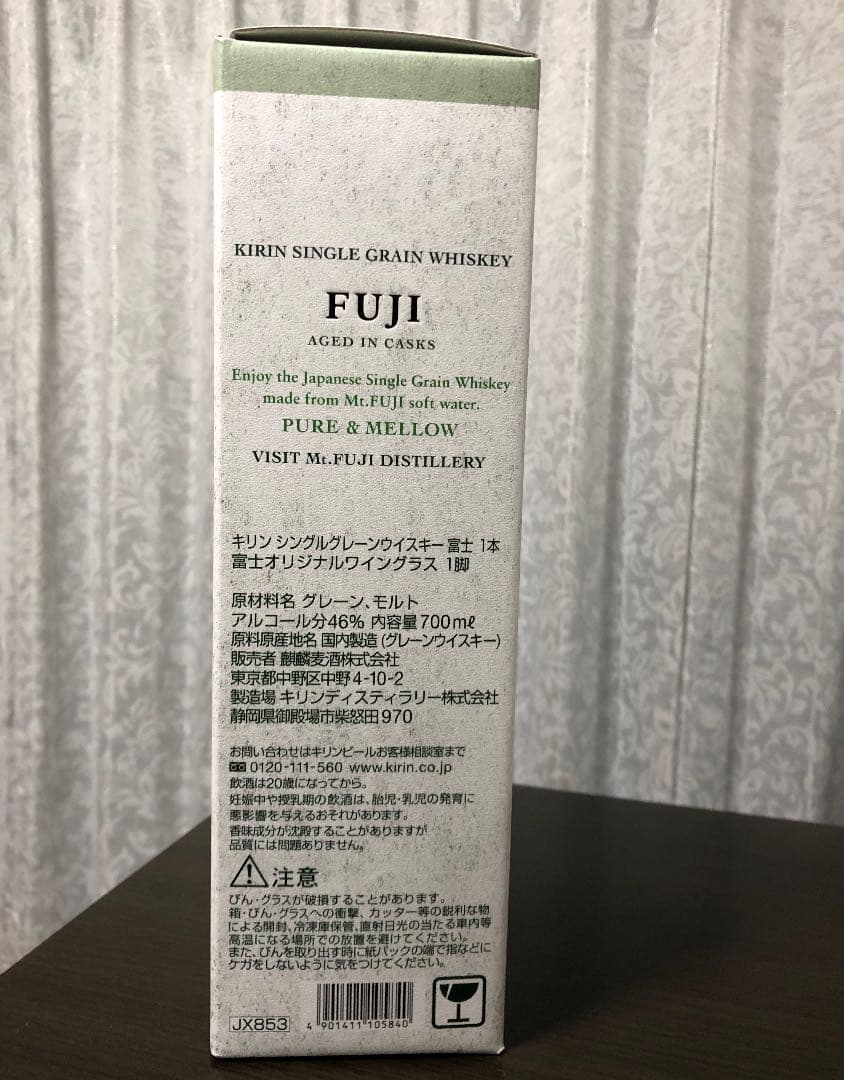 KIRIN SINGLE GRAIN WHISKEY
FUJI
AGED IN CASKS
Enjoy the Japanese Single Grain Whiskey
made from Mt.FUJI soft water.
PURE & MELLOW
VISIT Mt.FUJI DISTILLERY
キリン シングルグレーンウイスキー 富士 1本
富士オリジナルワイングラス 1脚
原材料名 グレーン、モルト
アルコール分46% 内容量700mℓ
原料原産地名 国内製造 (グレーンウイスキー)
販売者 麒麟麦酒株式会社
東京都中野区中野4-10-2
製造場 キリンディスティラリー株式会社
静岡県御殿場市柴怒田970
お問い合わせはキリンビールお客様相談室まで
0120-111-560 www.kirin.co.jp
飲酒は20歳になってから。
妊娠中や授乳期の飲酒は、胎児・乳児の発育に
悪影響を与えるおそれがあります。
香味成分が沈殿することがありますが
品質には問題ありません。
注意
びん・グラスが破損することがあります。
箱・びん・グラスへの衝撃、カッター等の鋭利な物
による開封、冷凍庫保管、直射日光の当たる車内等
高温になる場所での放置を避けてください。
また、びんを取り出す時に紙パックの端で指などに
ケガをしないように気をつけてください。
JX853
4 901411 105840